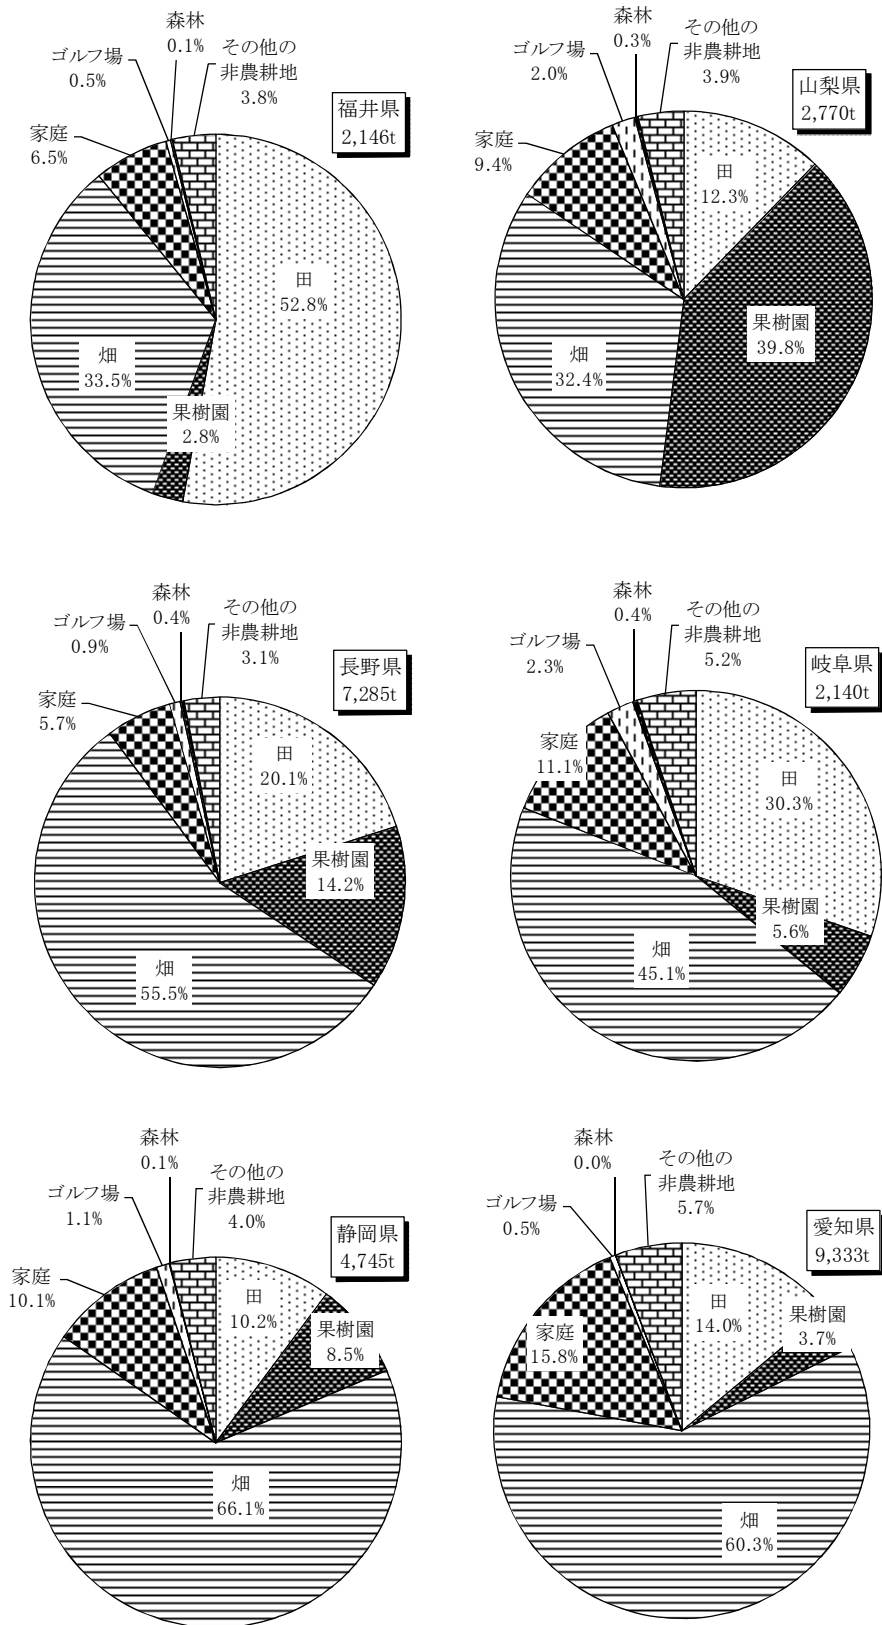 森林
0.1%
その他の
非農耕地
3.8%
ゴルフ場
0.5%
福井県
2,146t
家庭
6.5%
田
52.8%
畑
33.5%
果樹園
2.8%
森林
0.3%
その他の
非農耕地
3.9%
ゴルフ場
2.0%
山梨県
2,770t
家庭
9.4%
田
12.3%
果樹園
39.8%
畑
32.4%
森林
0.4%
その他の
非農耕地
3.1%
ゴルフ場
0.9%
長野県
7,285t
家庭
5.7%
田
20.1%
果樹園
14.2%
畑
55.5%
森林
0.4%
その他の
非農耕地
5.2%
ゴルフ場
2.3%
岐阜県
2,140t
家庭
11.1%
田
30.3%
果樹園
5.6%
畑
45.1%
森林
0.1%
その他の
非農耕地
4.0%
ゴルフ場
1.1%
静岡県
4,745t
家庭
10.1%
田
10.2%
果樹園
8.5%
畑
66.1%
森林
0.0%
その他の
非農耕地
5.7%
ゴルフ場
0.5%
愛知県
9,333t
家庭
15.8%
田
14.0%
果樹園
3.7%
畑
60.3%